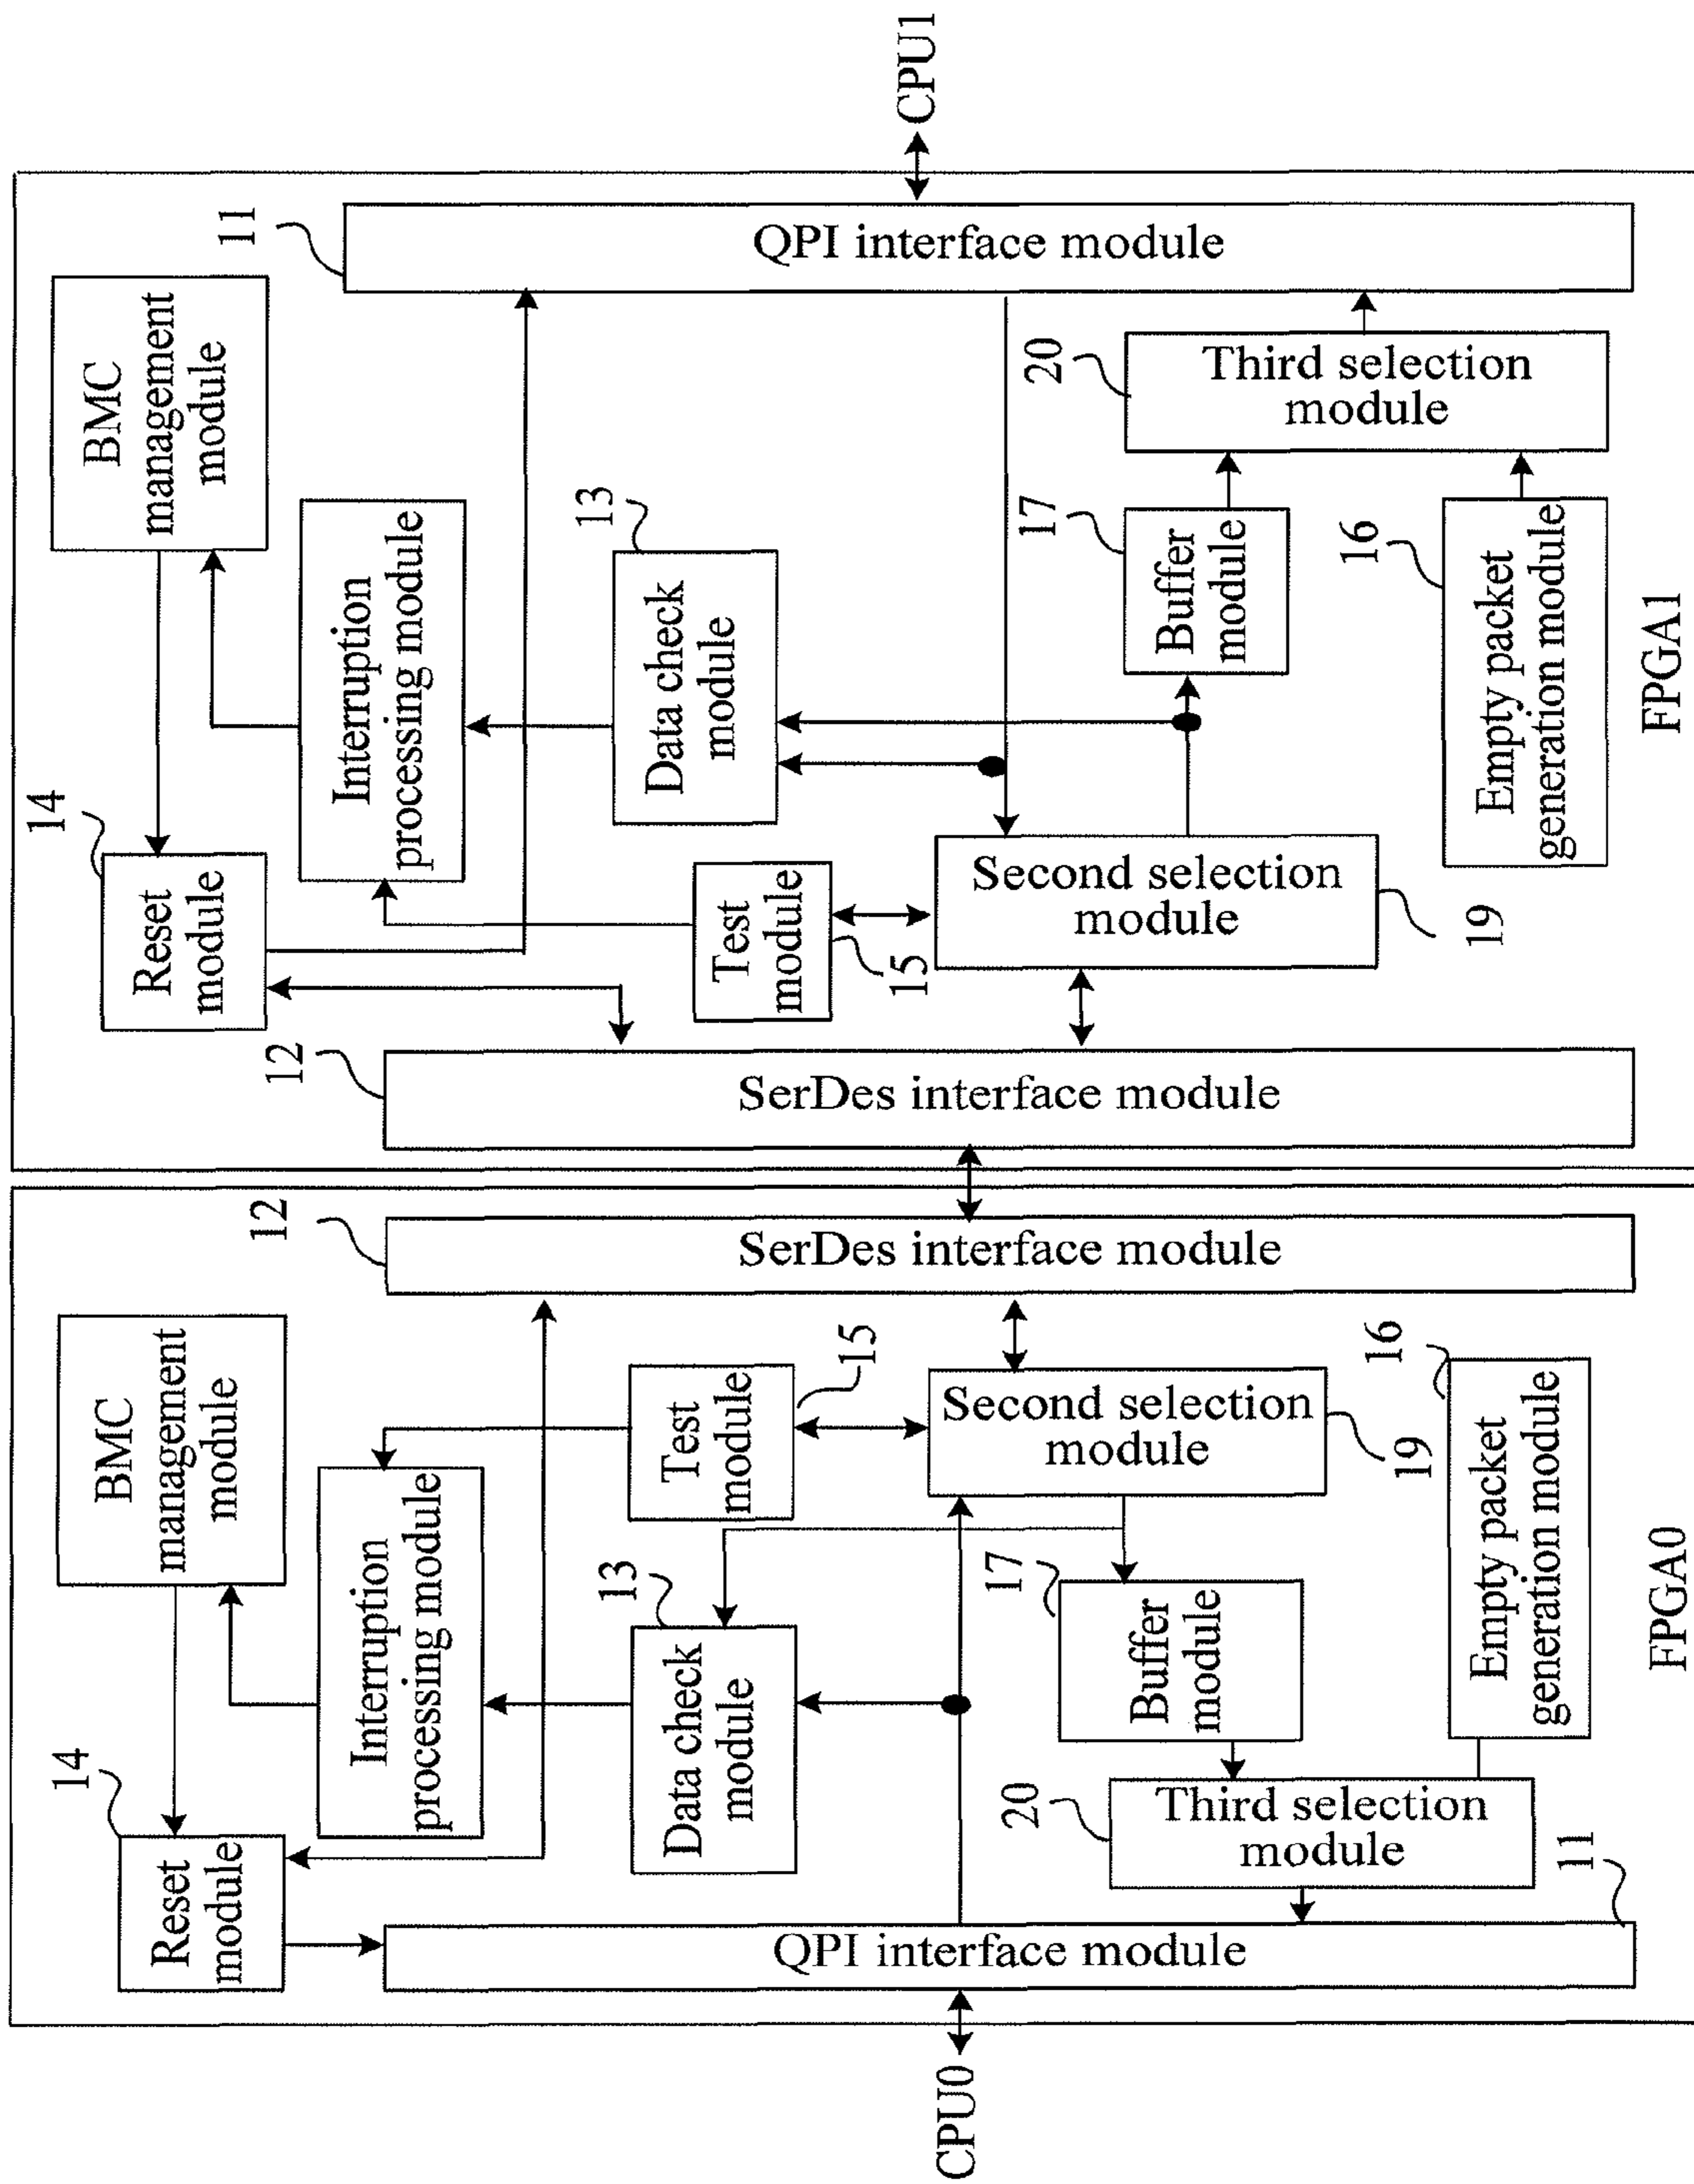 CPU0
FPGA0
14
Reset
module
BMC
management
module
Interruption
processing module
13
Data check
module
Test
module
15
Second selection
module
19
17
Buffer
module
20
Third selection
module
16
Empty packet
generation module
11
QPI interface module
12
SerDes interface module
CPU1
FPGA1
12
SerDes interface module
14
Reset
module
BMC
management
module
Interruption
processing module
13
Data check
module
Test
module
15
Second selection
module
19
17
Buffer
module
20
Third selection
module
16
Empty packet
generation module
11
QPI interface module